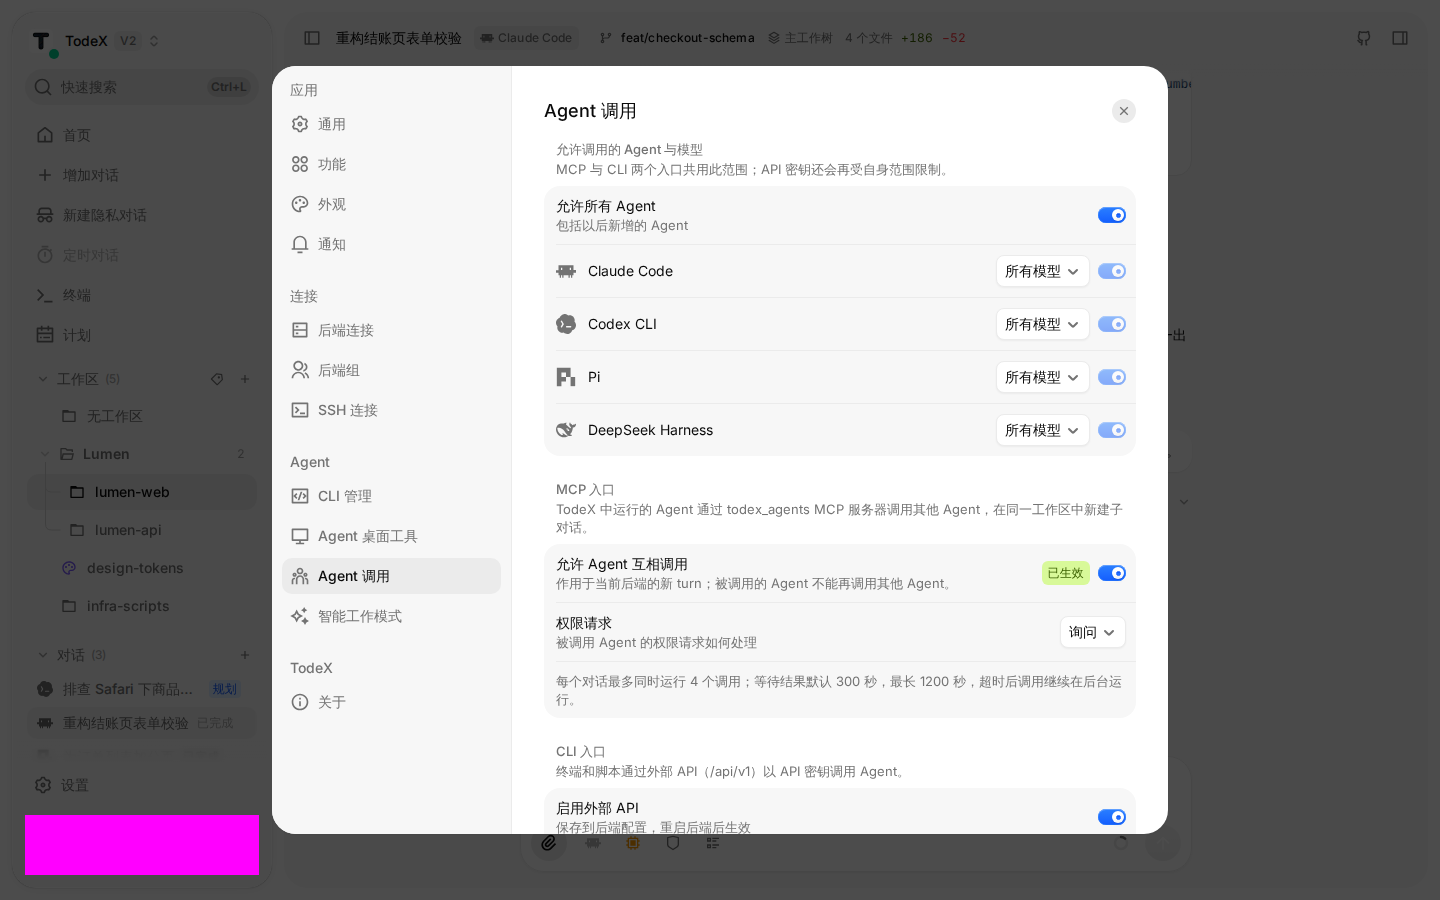 TodeX V2
快速搜索 Ctrl+L
首页
增加对话
新建隐私对话
定时对话
终端
计划
工作区 (5)
无工作区
Lumen 2
lumen-web
lumen-api
design-tokens
infra-scripts
对话 (3)
排查 Safari 下商品... 规划
重构结账页表单校验 已完成
设置
重构结账页表单校验 Claude Code feat/checkout-schema 主工作树 4 个文件 +186 −52
应用
通用
功能
外观
通知
连接
后端连接
后端组
SSH 连接
Agent
CLI 管理
Agent 桌面工具
Agent 调用
智能工作模式
TodeX
关于
Agent 调用
允许调用的 Agent 与模型
MCP 与 CLI 两个入口共用此范围；API 密钥还会再受自身范围限制。
允许所有 Agent
包括以后新增的 Agent
Claude Code 所有模型
Codex CLI 所有模型
Pi 所有模型
DeepSeek Harness 所有模型
MCP 入口
TodeX 中运行的 Agent 通过 todex_agents MCP 服务器调用其他 Agent，在同一工作区中新建子
对话。
允许 Agent 互相调用 已生效
作用于当前后端的新 turn；被调用的 Agent 不能再调用其他 Agent。
权限请求 询问
被调用 Agent 的权限请求如何处理
每个对话最多同时运行 4 个调用；等待结果默认 300 秒，最长 1200 秒，超时后调用继续在后台运
行。
CLI 入口
终端和脚本通过外部 API（/api/v1）以 API 密钥调用 Agent。
启用外部 API
保存到后端配置，重启后端后生效
出